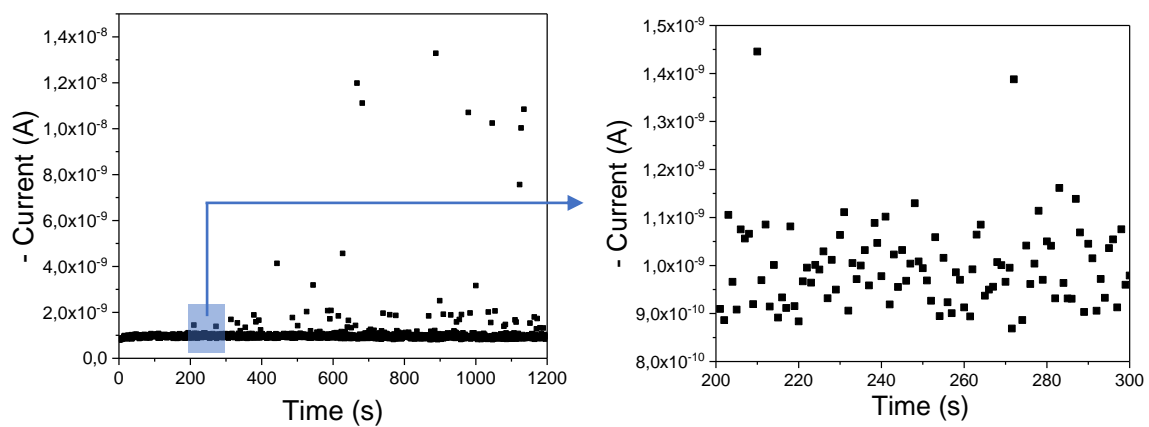 - Current (A)
1,4x10⁻⁸
1,2x10⁻⁸
1,0x10⁻⁸
8,0x10⁻⁹
6,0x10⁻⁹
4,0x10⁻⁹
2,0x10⁻⁹
0,0
0 200 400 600 800 1000 1200
Time (s)
- Current (A)
1,5x10⁻⁹
1,4x10⁻⁹
1,3x10⁻⁹
1,2x10⁻⁹
1,1x10⁻⁹
1,0x10⁻⁹
9,0x10⁻¹⁰
8,0x10⁻¹⁰
200 220 240 260 280 300
Time (s)